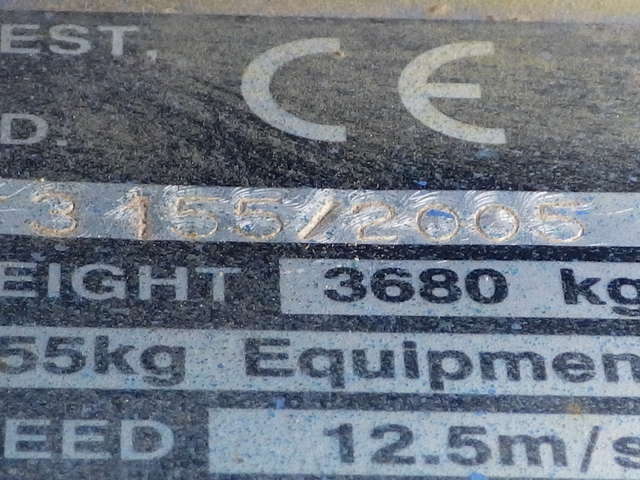 EST, CE
D.
3 155/2005
EIGHT 3680 kg
55kg Equipmen
EED 12.5m/s